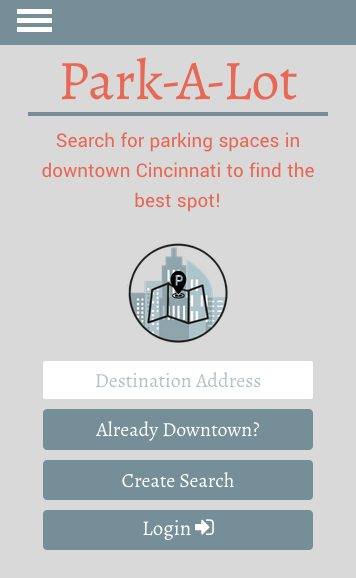 Park-A-Lot
Search for parking spaces in
downtown Cincinnati to find the
best spot!
P
Destination Address
Already Downtown?
Create Search
Login